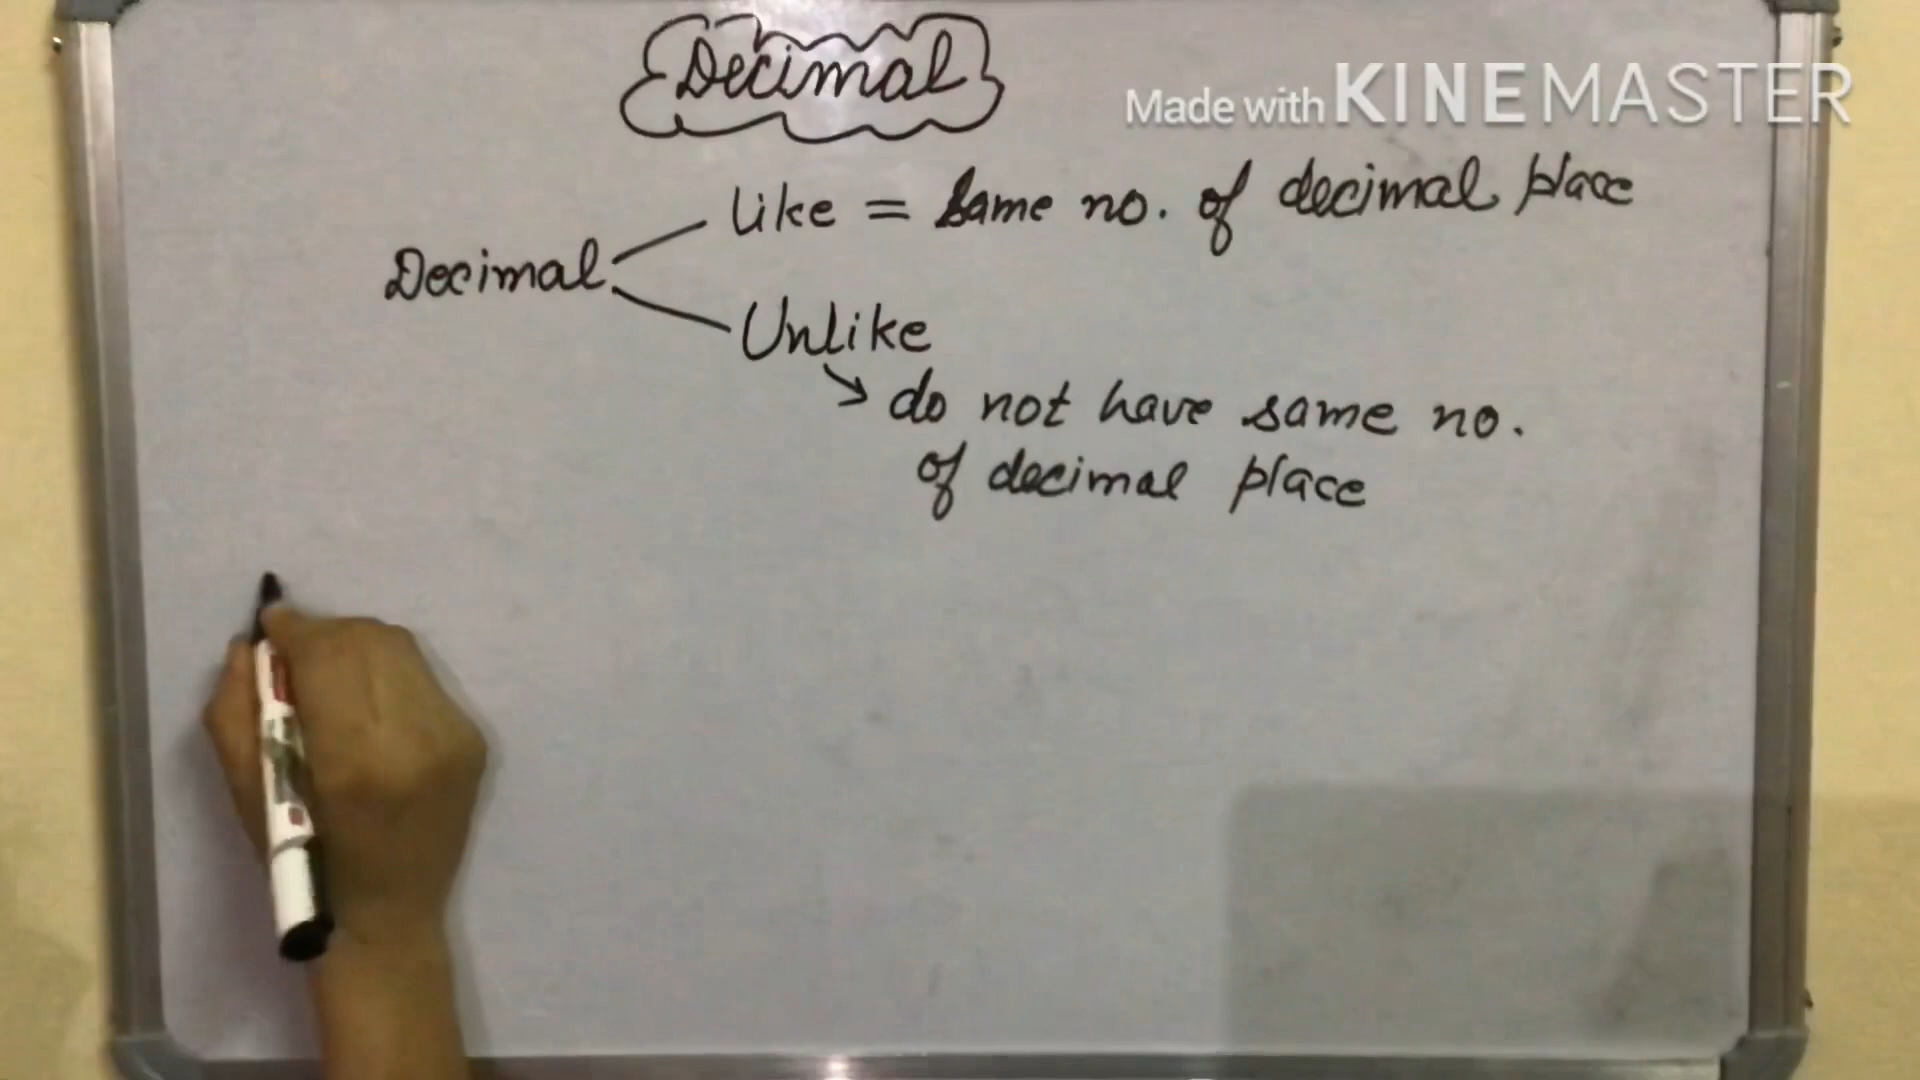 Decimal
Made with KINEMASTER
like = same no. of decimal place
Decimal
Unlike
→ do not have same no.
of decimal place